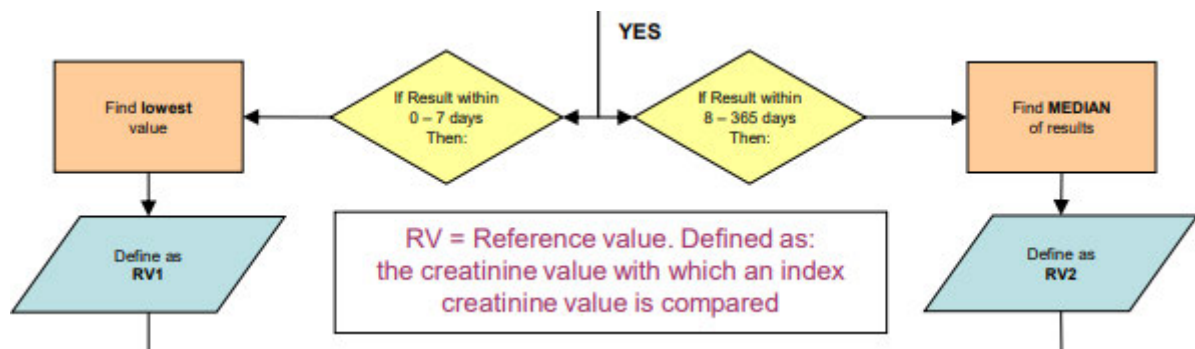 YES
If Result within
0 – 7 days
Then:
If Result within
8 – 365 days
Then:
Find lowest
value
Find MEDIAN
of results
Define as
RV1
RV = Reference value. Defined as:
the creatinine value with which an index
creatinine value is compared
Define as
RV2